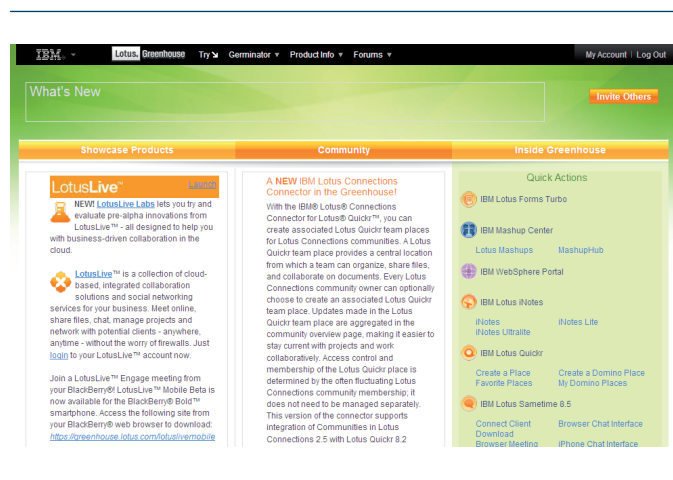 IBM.
Lotus. Greenhouse Try Germinator Product Info Forums
My Account Log Out
What's New
Invite Others
Showcase Products
Community
Inside Greenhouse
LotusLive™ Launch
NEW! LotusLive Labs lets you try and
evaluate pre-alpha innovations from
LotusLive™ - all designed to help you
with business-driven collaboration in the
cloud.
LotusLive™ is a collection of cloud-
based, integrated collaboration
solutions and social networking
services for your business. Meet online,
share files, chat, manage projects and
network with potential clients - anywhere,
anytime - without the worry of firewalls. Just
login to your LotusLive™ account now.
Join a LotusLive™ Engage meeting from
your BlackBerry®! LotusLive™ Mobile Beta is
now available for the BlackBerry® Bold™
smartphone. Access the following site from
your BlackBerry® web browser to download:
https://greenhouse.lotus.com/lotuslivemobile
A NEW IBM Lotus Connections
Connector in the Greenhouse!
With the IBM® Lotus® Connections
Connector for Lotus® Quickr™, you can
create associated Lotus Quickr team places
for Lotus Connections communities. A Lotus
Quickr team place provides a central location
from which a team can organize, share files,
and collaborate on documents. Every Lotus
Connections community owner can optionally
choose to create an associated Lotus Quickr
team place. Updates made in the Lotus
Quickr team place are aggregated in the
community overview page, making it easier to
stay current with projects and work
collaboratively. Access control and
membership of the Lotus Quickr place is
determined by the often fluctuating Lotus
Connections community membership; it
does not need to be managed separately.
This version of the connector supports
integration of Communities in Lotus
Connections 2.5 with Lotus Quickr 8.2
Quick Actions
IBM Lotus Forms Turbo
IBM Mashup Center
Lotus Mashups MashupHub
IBM WebSphere Portal
IBM Lotus iNotes
iNotes iNotes Lite
iNotes Ultralite
IBM Lotus Quickr
Create a Place Create a Domino Place
Favorite Places My Domino Places
IBM Lotus Sametime 8.5
Connect Client Browser Chat Interface
Download
Browser Meeting iPhone Chat Interface